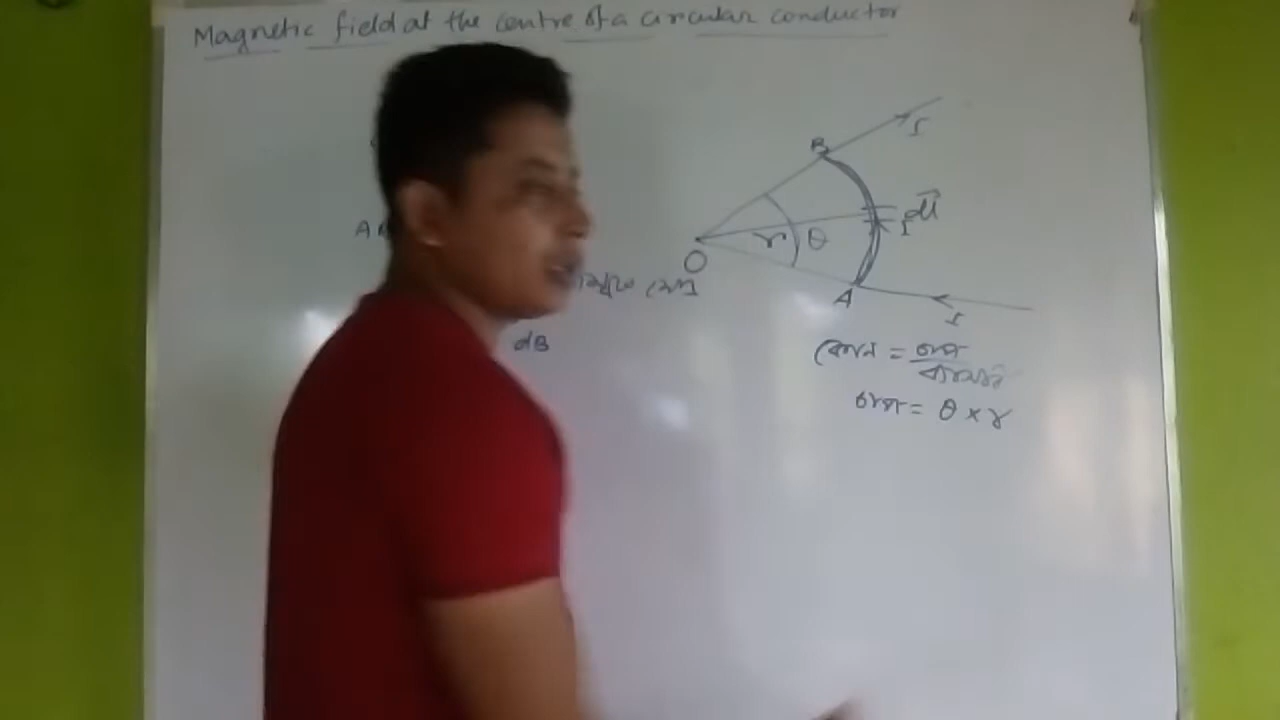 Magnetic field at the centre of a circular conductor
B
I
dl
I
r θ
O
A
I
A
dB
কোন = চাপ / ব্যাসার্ধ
চাপ = θ × r